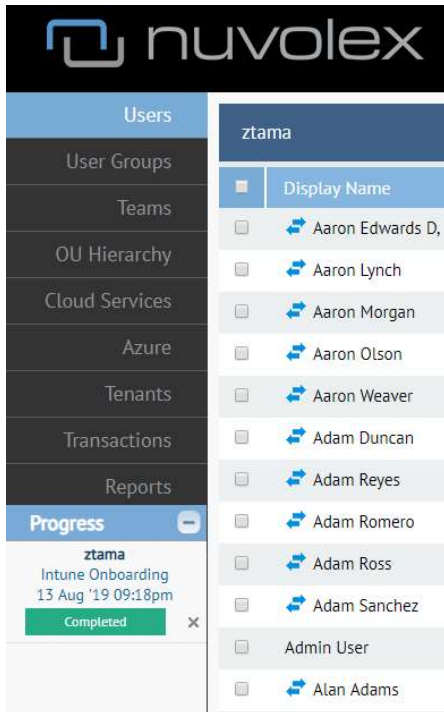 nuvolex
Users
User Groups
Teams
OU Hierarchy
Cloud Services
Azure
Tenants
Transactions
Reports
Progress
ztama
Intune Onboarding
13 Aug '19 09:18pm
Completed
ztama
Display Name
Aaron Edwards D,
Aaron Lynch
Aaron Morgan
Aaron Olson
Aaron Weaver
Adam Duncan
Adam Reyes
Adam Romero
Adam Ross
Adam Sanchez
Admin User
Alan Adams